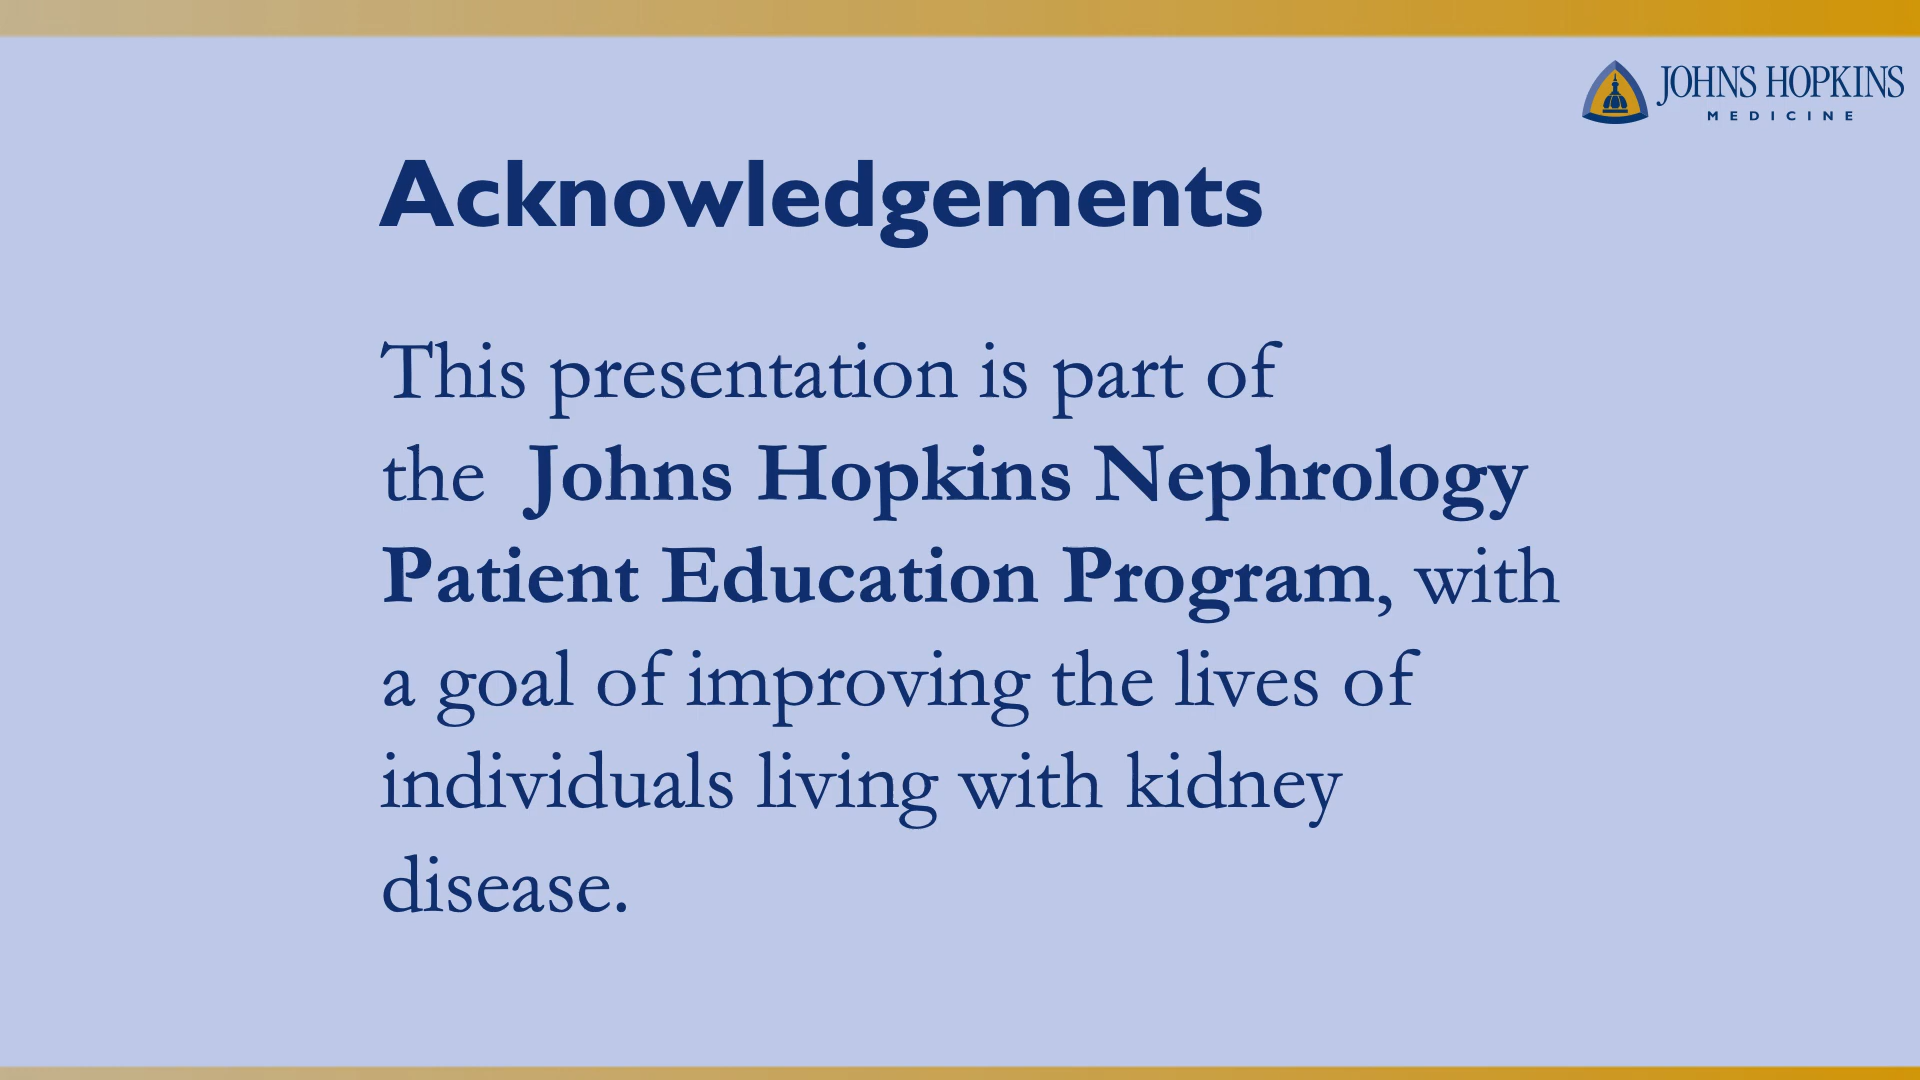 JOHNS HOPKINS
MEDICINE
Acknowledgements
This presentation is part of
the  Johns Hopkins Nephrology
Patient Education Program, with
a goal of improving the lives of
individuals living with kidney
disease.